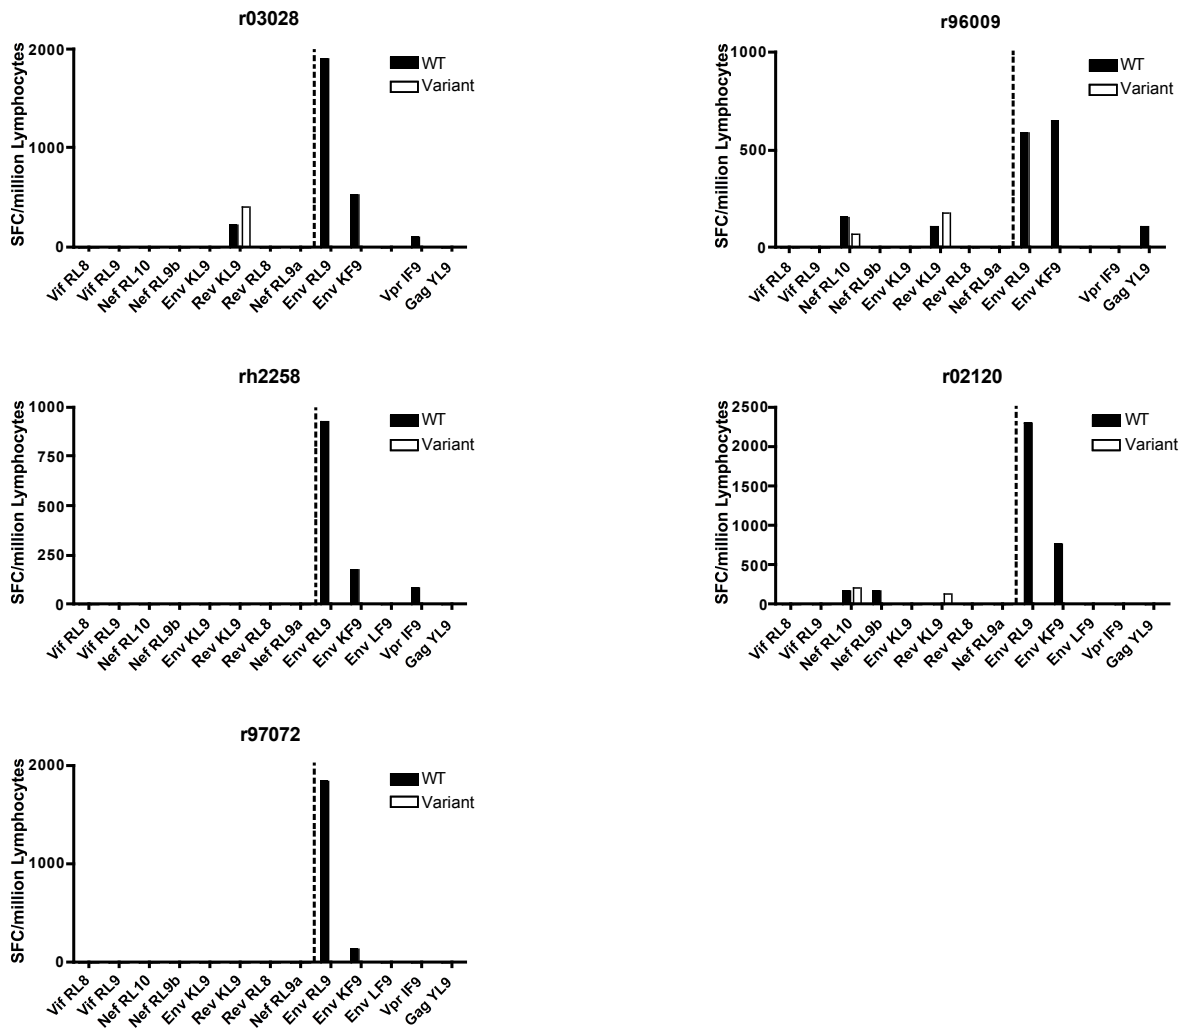 r03028
SFC/million Lymphocytes
2000
1000
0
WT
Variant
Vif RL8
Vif RL9
Nef RL10
Nef RL9b
Env KL9
Rev KL9
Rev RL8
Nef RL9a
Env RL9
Env KF9
Vpr IF9
Gag YL9
r96009
SFC/million Lymphocytes
1000
500
0
WT
Variant
Vif RL8
Vif RL9
Nef RL10
Nef RL9b
Env KL9
Rev KL9
Rev RL8
Nef RL9a
Env RL9
Env KF9
Vpr IF9
Gag YL9
rh2258
SFC/million Lymphocytes
1000
750
500
250
0
WT
Variant
Vif RL8
Vif RL9
Nef RL10
Nef RL9b
Env KL9
Rev KL9
Rev RL8
Nef RL9a
Env RL9
Env KF9
Env LF9
Vpr IF9
Gag YL9
r02120
SFC/million Lymphocytes
2500
2000
1500
1000
500
0
WT
Variant
Vif RL8
Vif RL9
Nef RL10
Nef RL9b
Env KL9
Rev KL9
Rev RL8
Nef RL9a
Env RL9
Env KF9
Env LF9
Vpr IF9
Gag YL9
r97072
SFC/million Lymphocytes
2000
1000
0
WT
Variant
Vif RL8
Vif RL9
Nef RL10
Nef RL9b
Env KL9
Rev KL9
Rev RL8
Nef RL9a
Env RL9
Env KF9
Env LF9
Vpr IF9
Gag YL9